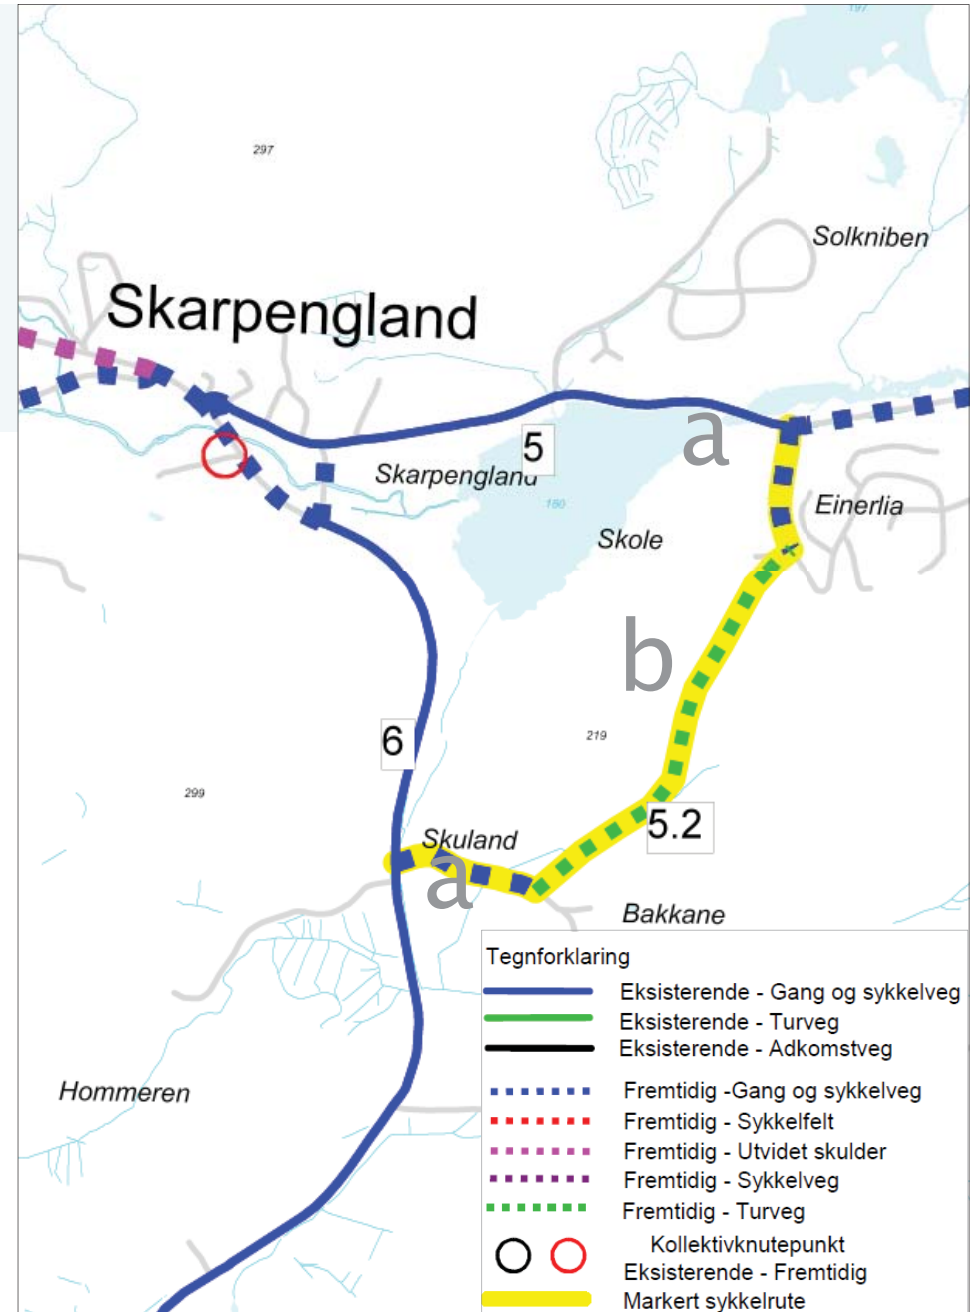 197
297
Solkniben
Skarpengland
a
5
Skarpengland
180
Einerlia
Skole
b
6
219
299
5.2
Skuland
a
Bakkane
Tegnforklaring
Eksisterende - Gang og sykkelveg
Eksisterende - Turveg
Eksisterende - Adkomstveg
Hommeren
Fremtidig -Gang og sykkelveg
Fremtidig - Sykkelfelt
Fremtidig - Utvidet skulder
Fremtidig - Sykkelveg
Fremtidig - Turveg
Kollektivknutepunkt
Eksisterende - Fremtidig
Markert sykkelrute